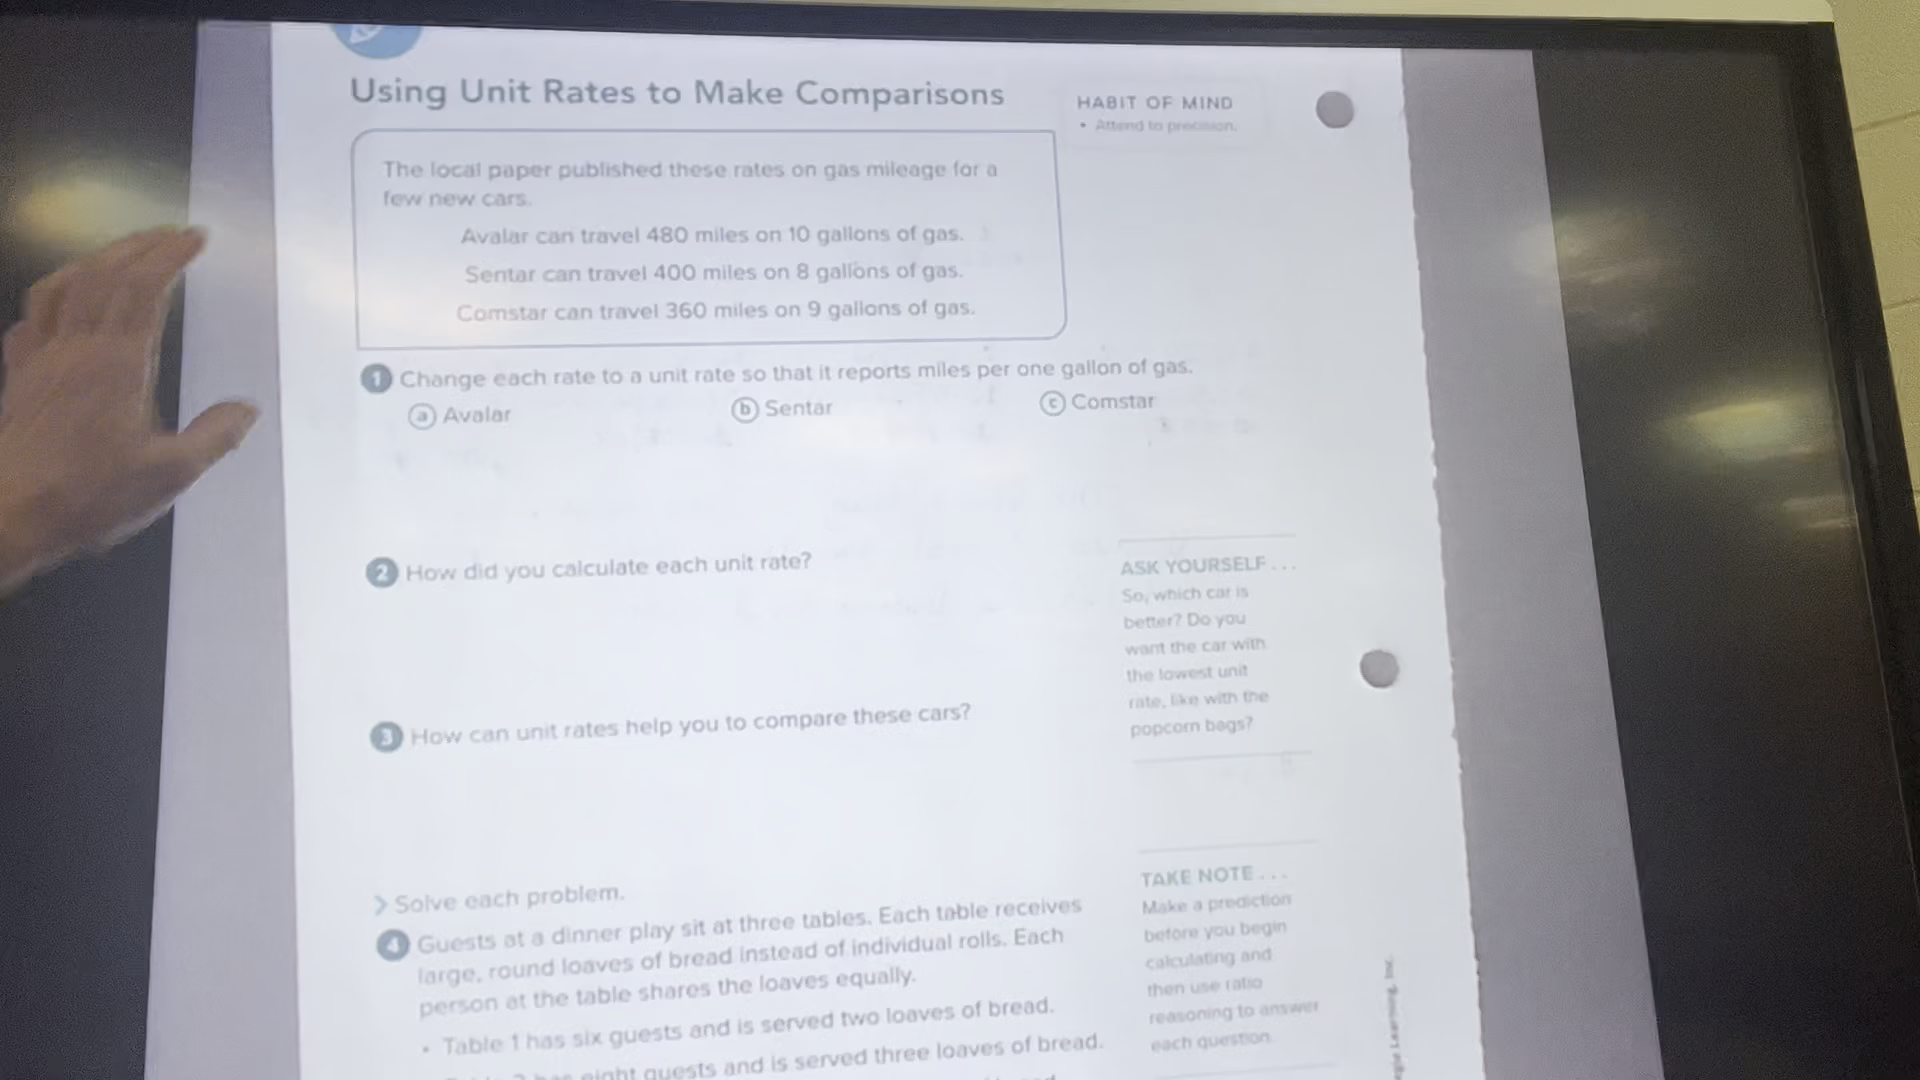 Using Unit Rates to Make Comparisons
HABIT OF MIND
• Attend to precision.
The local paper published these rates on gas mileage for a
few new cars.
Avalar can travel 480 miles on 10 gallons of gas.
Sentar can travel 400 miles on 8 gallons of gas.
Comstar can travel 360 miles on 9 gallons of gas.
1 Change each rate to a unit rate so that it reports miles per one gallon of gas.
a Avalar
b Sentar
c Comstar
2 How did you calculate each unit rate?
ASK YOURSELF . . .
So, which car is
better? Do you
want the car with
the lowest unit
rate, like with the
popcorn bags?
3 How can unit rates help you to compare these cars?
> Solve each problem.
4 Guests at a dinner play sit at three tables. Each table receives
large, round loaves of bread instead of individual rolls. Each
person at the table shares the loaves equally.
• Table 1 has six guests and is served two loaves of bread.
eight guests and is served three loaves of bread.
TAKE NOTE . . .
Make a prediction
before you begin
calculating and
then use ratio
reasoning to answer
each question.
Learning, Inc.